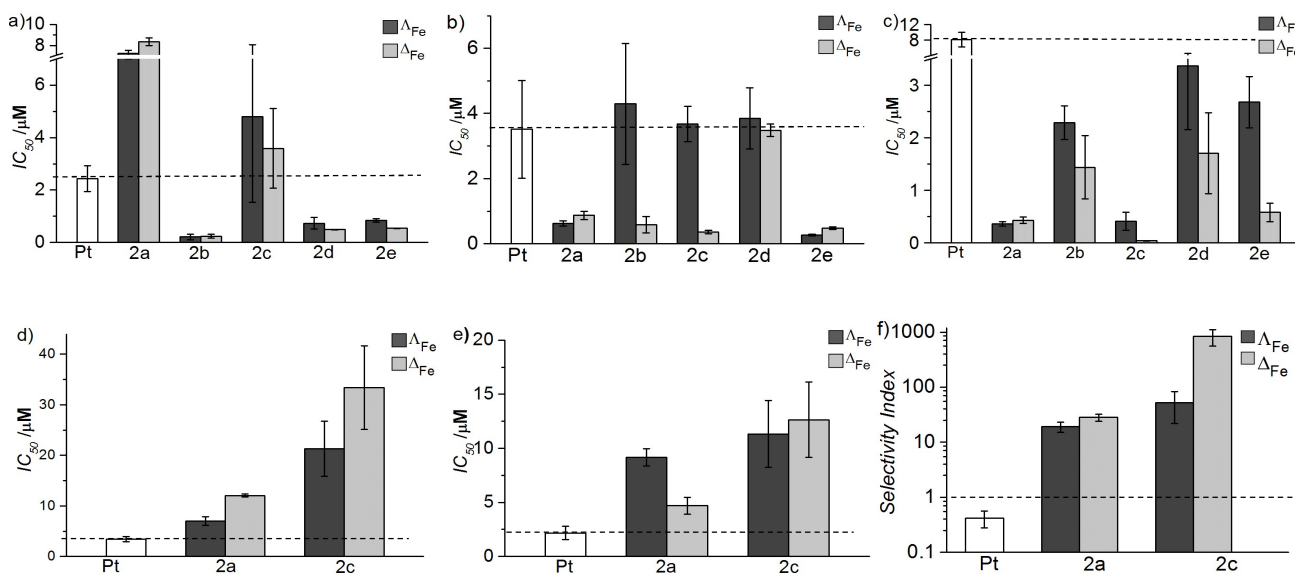 a)
10
8
6
4
2
0
IC50 /µM
Pt 2a 2b 2c 2d 2e
ΛFe
ΔFe
b)
6
4
2
0
IC50 /µM
Pt 2a 2b 2c 2d 2e
ΛFe
ΔFe
c)
12
8
3
2
1
0
IC50 /µM
Pt 2a 2b 2c 2d 2e
ΛFe
ΔFe
d)
40
30
20
10
0
IC50 /µM
Pt 2a 2c
ΛFe
ΔFe
e)
20
15
10
5
0
IC50 /µM
Pt 2a 2c
ΛFe
ΔFe
f)
1000
100
10
1
0.1
Selectivity Index
Pt 2a 2c
ΛFe
ΔFe